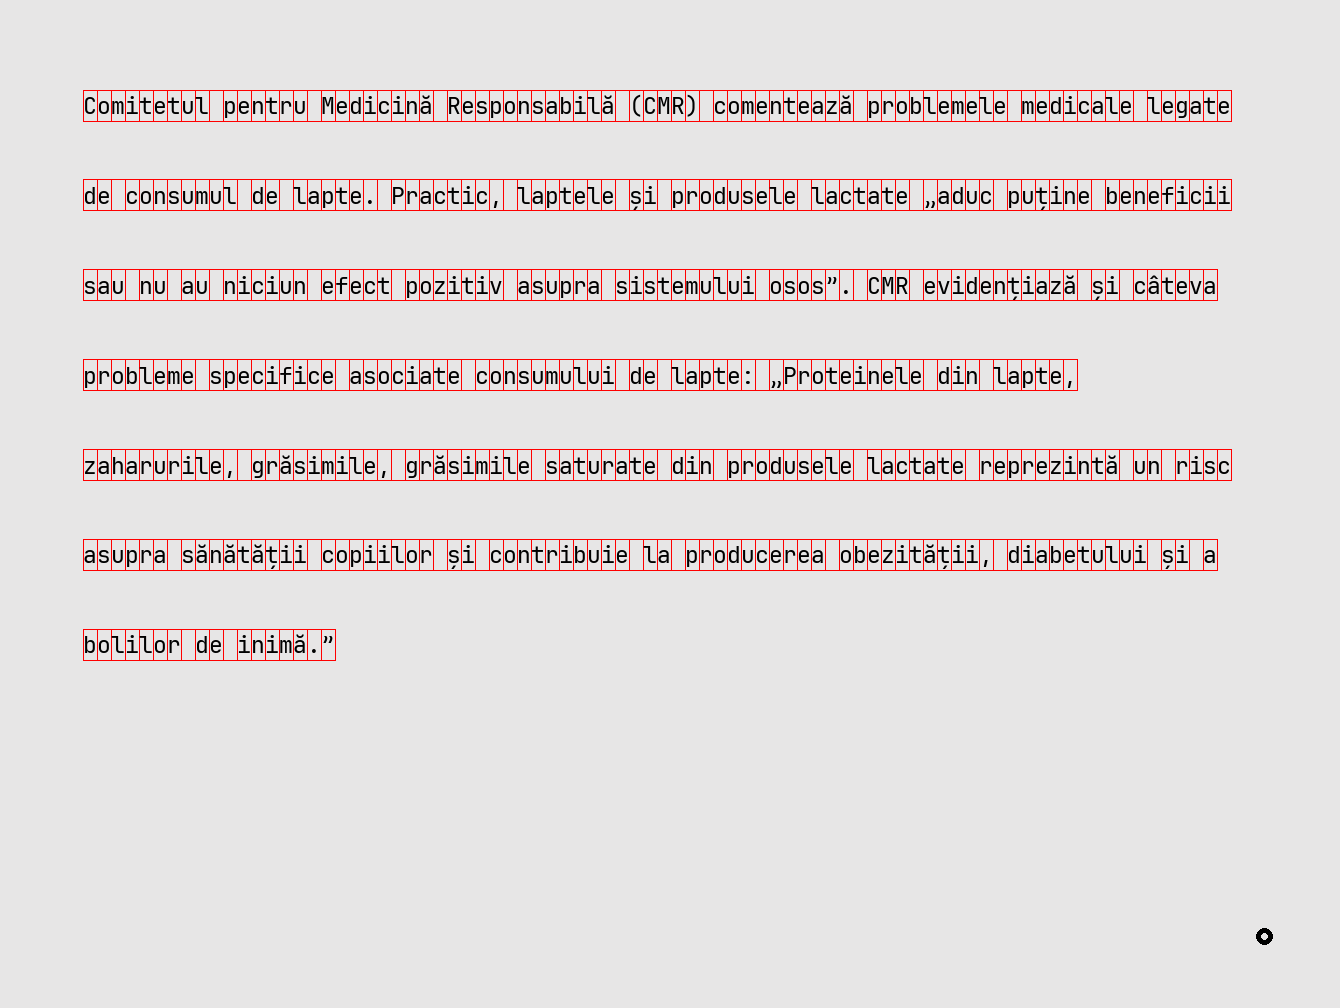 Comitetul pentru Medicină Responsabilă (CMR) comentează problemele medicale legate
de consumul de lapte. Practic, laptele și produsele lactate „aduc puține beneficii
sau nu au niciun efect pozitiv asupra sistemului osos”. CMR evidențiază și câteva
probleme specifice asociate consumului de lapte: „Proteinele din lapte,
zaharurile, grăsimile, grăsimile saturate din produsele lactate reprezintă un risc
asupra sănătății copiilor și contribuie la producerea obezității, diabetului și a
bolilor de inimă.”